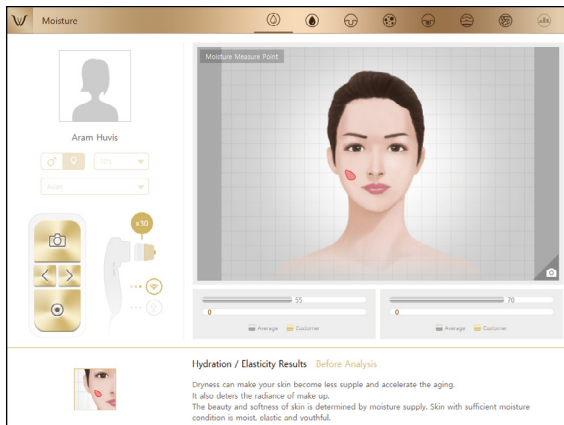 W Moisture
Moisture Measure Point
Aram Huvis
Asian
x30
55
0
Average Customer
70
0
Average Customer
Hydration / Elasticity Results Before Analysis
Dryness can make your skin become less supple and accelerate the aging.
It also deters the radiance of make up.
The beauty and softness of skin is determined by moisture supply. Skin with sufficient moisture
condition is moist, elastic and youthful.